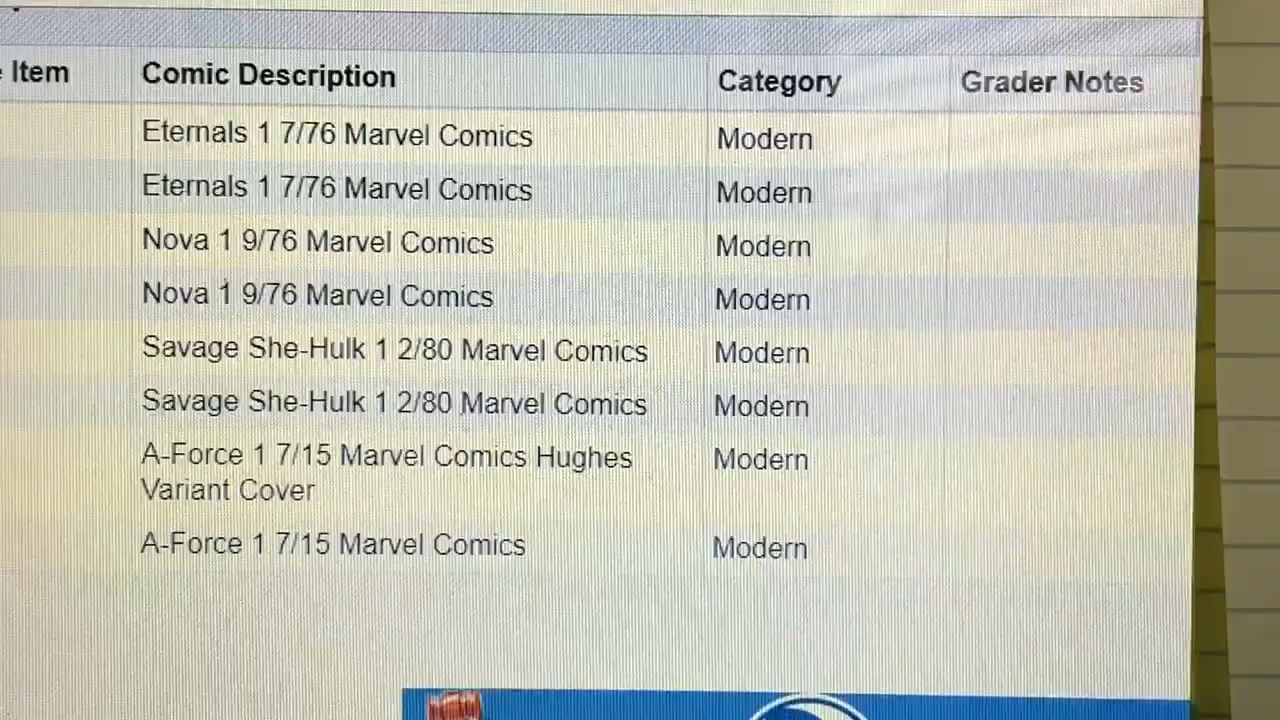 Item Comic Description Category Grader Notes
Eternals 1 7/76 Marvel Comics Modern
Eternals 1 7/76 Marvel Comics Modern
Nova 1 9/76 Marvel Comics Modern
Nova 1 9/76 Marvel Comics Modern
Savage She-Hulk 1 2/80 Marvel Comics Modern
Savage She-Hulk 1 2/80 Marvel Comics Modern
A-Force 1 7/15 Marvel Comics Hughes Modern
Variant Cover
A-Force 1 7/15 Marvel Comics Modern